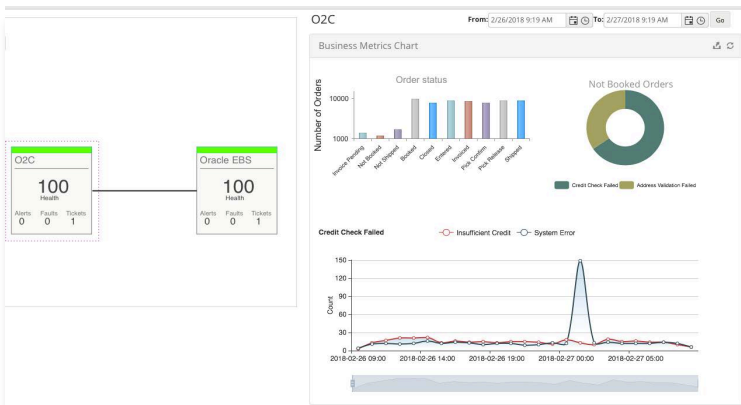 O2C
From: 2/26/2018 9:19 AM To: 2/27/2018 9:19 AM Go
Business Metrics Chart
O2C
100
Health
Alerts Faults Tickets
0 0 1
Oracle EBS
100
Health
Alerts Faults Tickets
0 0 1
Order status
Number of Orders
10000
1000
Invoice Pending
Not Booked
Not Shipped
Booked
Closed
Entered
Invoiced
Pick Confirm
Pick Release
Shipped
Not Booked Orders
Credit Check Failed Address Validation Failed
Credit Check Failed
Insufficient Credit System Error
Count
150
120
90
60
30
0
2018-02-26 09:00 2018-02-26 14:00 2018-02-26 19:00 2018-02-27 00:00 2018-02-27 05:00